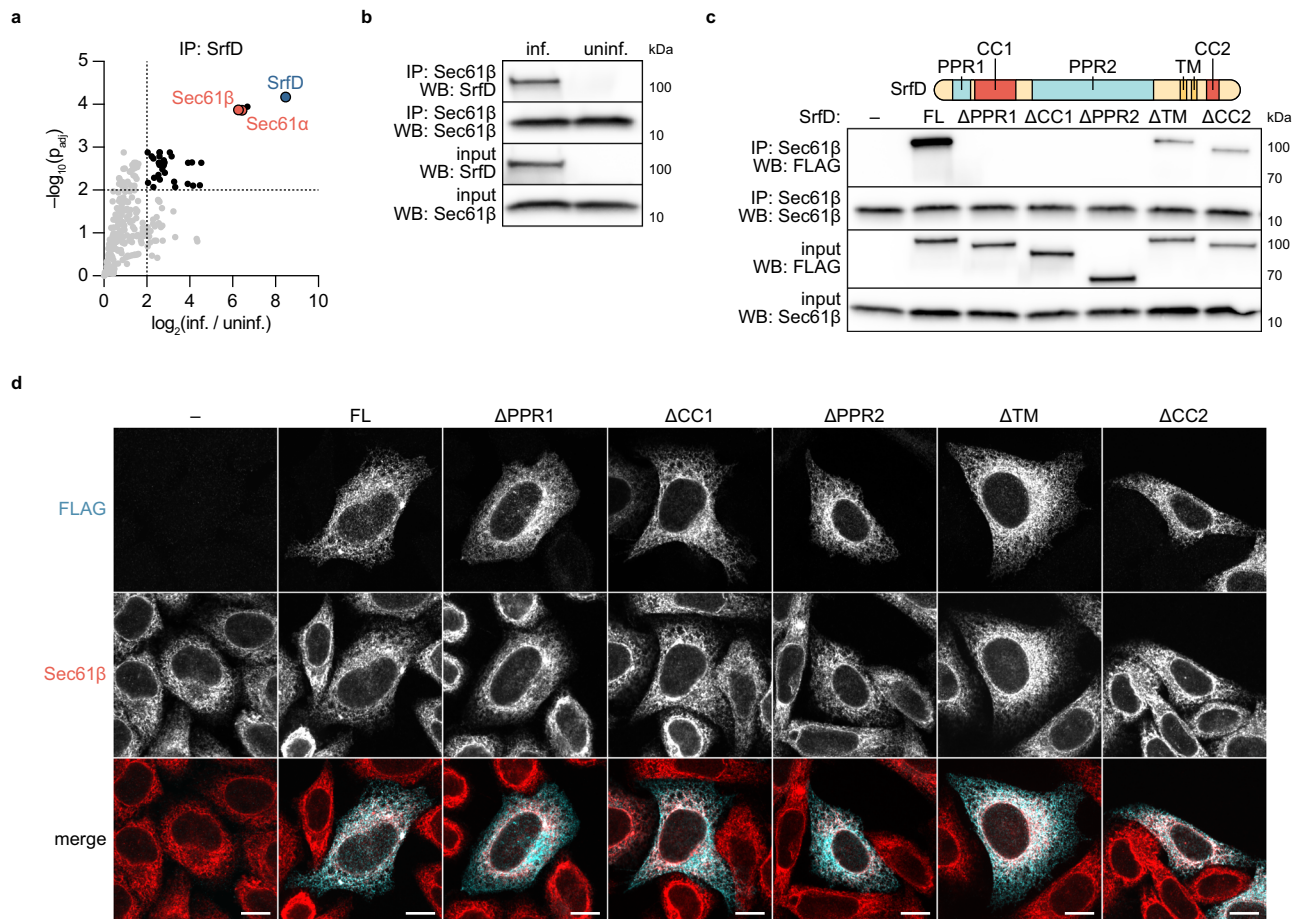 a
IP: SrfD
5
4
3
2
1
0
–log10(padj)
SrfD
Sec61β
Sec61α
0 2 4 6 8 10
log2(inf. / uninf.)
b
inf. uninf. kDa
IP: Sec61β
WB: SrfD
100
IP: Sec61β
WB: Sec61β
10
input
WB: SrfD
100
input
WB: Sec61β
10
c
CC1 CC2
PPR1 PPR2 TM
SrfD
SrfD: – FL ΔPPR1 ΔCC1 ΔPPR2 ΔTM ΔCC2 kDa
IP: Sec61β
WB: FLAG
100
70
IP: Sec61β
WB: Sec61β
10
input
WB: FLAG
100
70
input
WB: Sec61β
10
d
– FL ΔPPR1 ΔCC1 ΔPPR2 ΔTM ΔCC2
FLAG
Sec61β
merge